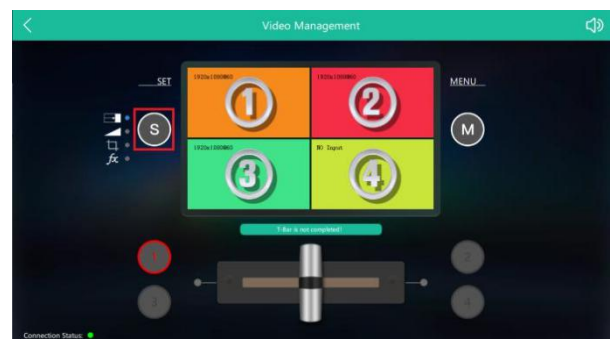 Video Management
SET
MENU
1920x1080@60
1920x1080@60
1
2
S
M
fx
1920x1080@60
NO Input
3
4
T-Bar is not completed!
1
2
3
4
Connection Status: